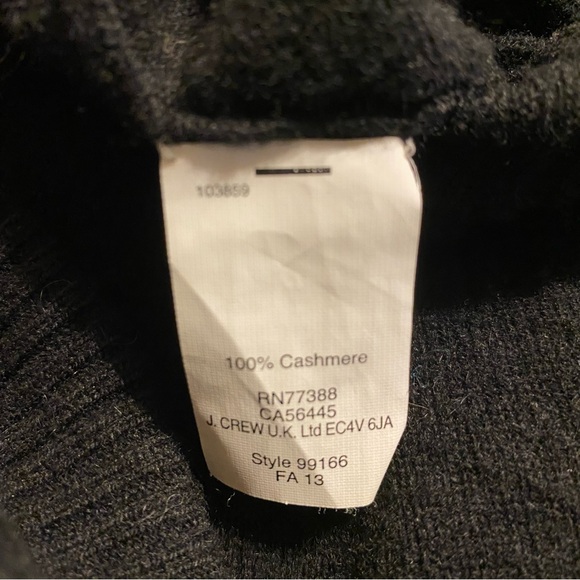 103859
100% Cashmere
RN77388
CA56445
J. CREW U.K. Ltd EC4V 6JA
Style 99166
FA 13